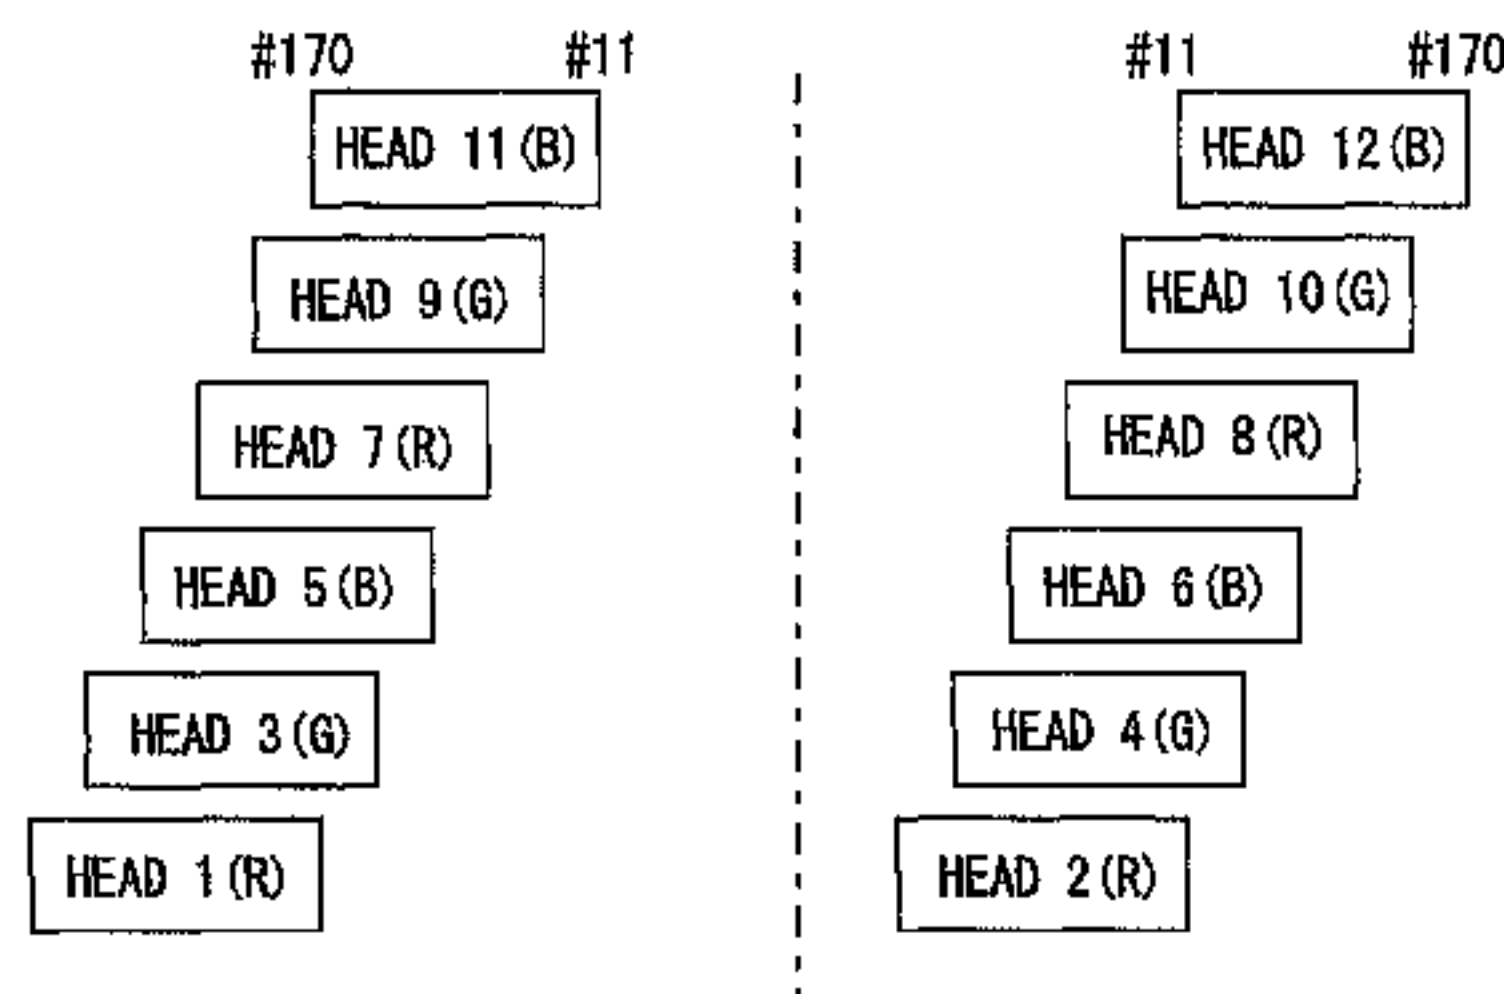 #170 #11 #11 #170
HEAD 11(B) HEAD 12(B)
HEAD 9(G) HEAD 10(G)
HEAD 7(R) HEAD 8(R)
HEAD 5(B) HEAD 6(B)
HEAD 3(G) HEAD 4(G)
HEAD 1(R) HEAD 2(R)